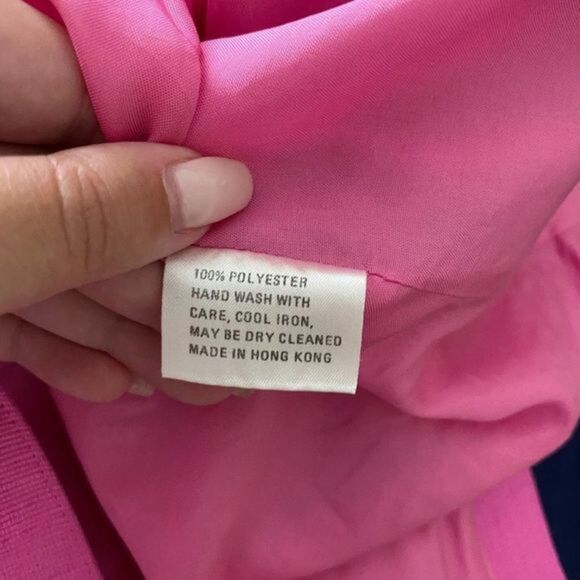 100% POLYESTER
HAND WASH WITH
CARE, COOL IRON,
MAY BE DRY CLEANED
MADE IN HONG KONG